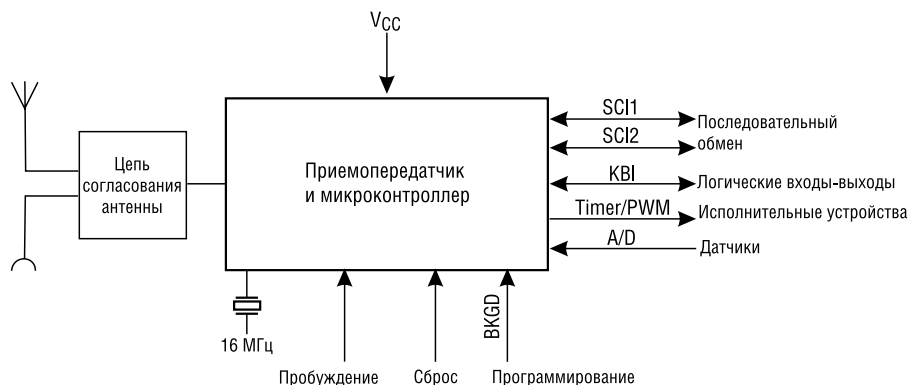 VCC
Цепь
согласования
антенны
Приемопередатчик
и микроконтроллер
SCI1
SCI2
Последовательный
обмен
KBI
Логические входы-выходы
Timer/PWM
Исполнительные устройства
A/D
Датчики
BKGD
16 МГц
Пробуждение
Сброс
Программирование